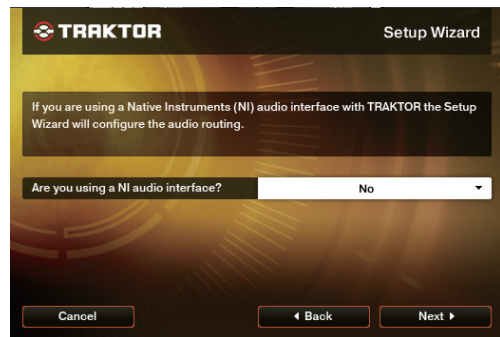 TRAKTOR
Setup Wizard
If you are using a Native Instruments (NI) audio interface with TRAKTOR the Setup
Wizard will configure the audio routing.
Are you using a NI audio interface?
No
Cancel
Back
Next